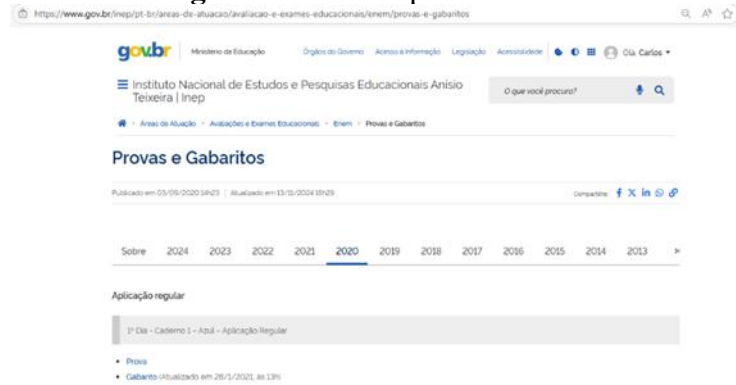 https://www.gov.br/inep/pt-br/areas-de-atuacao/avaliacao-e-exames-educacionais/enem/provas-e-gabaritos
gov.br Ministério da Educação Órgãos do Governo Acesso à Informação Legislação Acessibilidade Olá, Carlos
Instituto Nacional de Estudos e Pesquisas Educacionais Anísio
Teixeira | Inep
O que você procura?
Áreas de Atuação Avaliações e Exames Educacionais Enem Provas e Gabaritos
Provas e Gabaritos
Publicado em 03/09/2020 14h23 | Atualizado em 13/11/2024 Compartilhe:
Sobre 2024 2023 2022 2021 2020 2019 2018 2017 2016 2015 2014 2013
Aplicação regular
1º Dia - Caderno 1 - Azul - Aplicação Regular
Prova
Gabarito (Atualizado em 28/1/2021, às 13h)